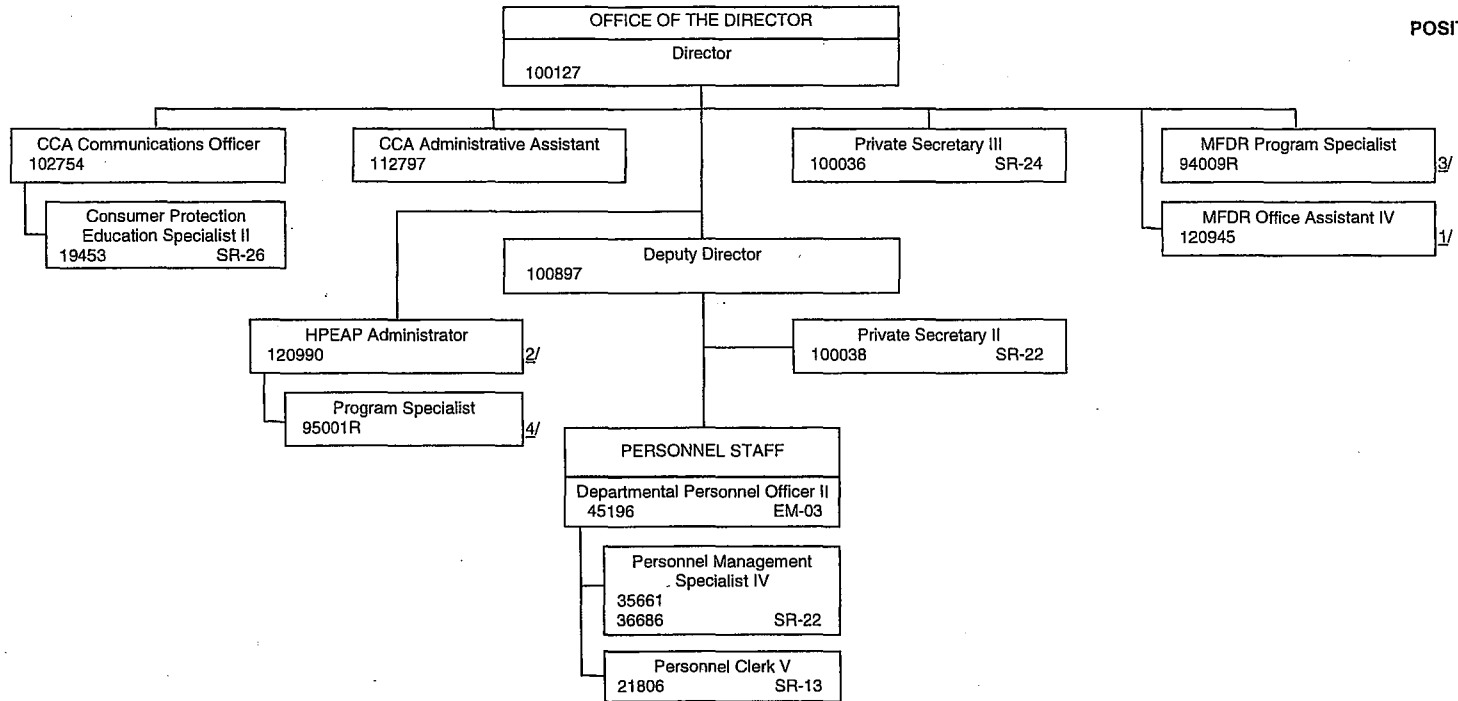 OFFICE OF THE DIRECTOR
POSIT
Director
100127
CCA Communications Officer
102754
CCA Administrative Assistant
112797
Private Secretary III
100036 SR-24
MFDR Program Specialist
94009R 3/
Consumer Protection
Education Specialist II
19453 SR-26
MFDR Office Assistant IV
120945 1/
Deputy Director
100897
HPEAP Administrator
120990 2/
Private Secretary II
100038 SR-22
Program Specialist
95001R 4/
PERSONNEL STAFF
Departmental Personnel Officer II
45196 EM-03
Personnel Management
Specialist IV
35661
36686 SR-22
Personnel Clerk V
21806 SR-13